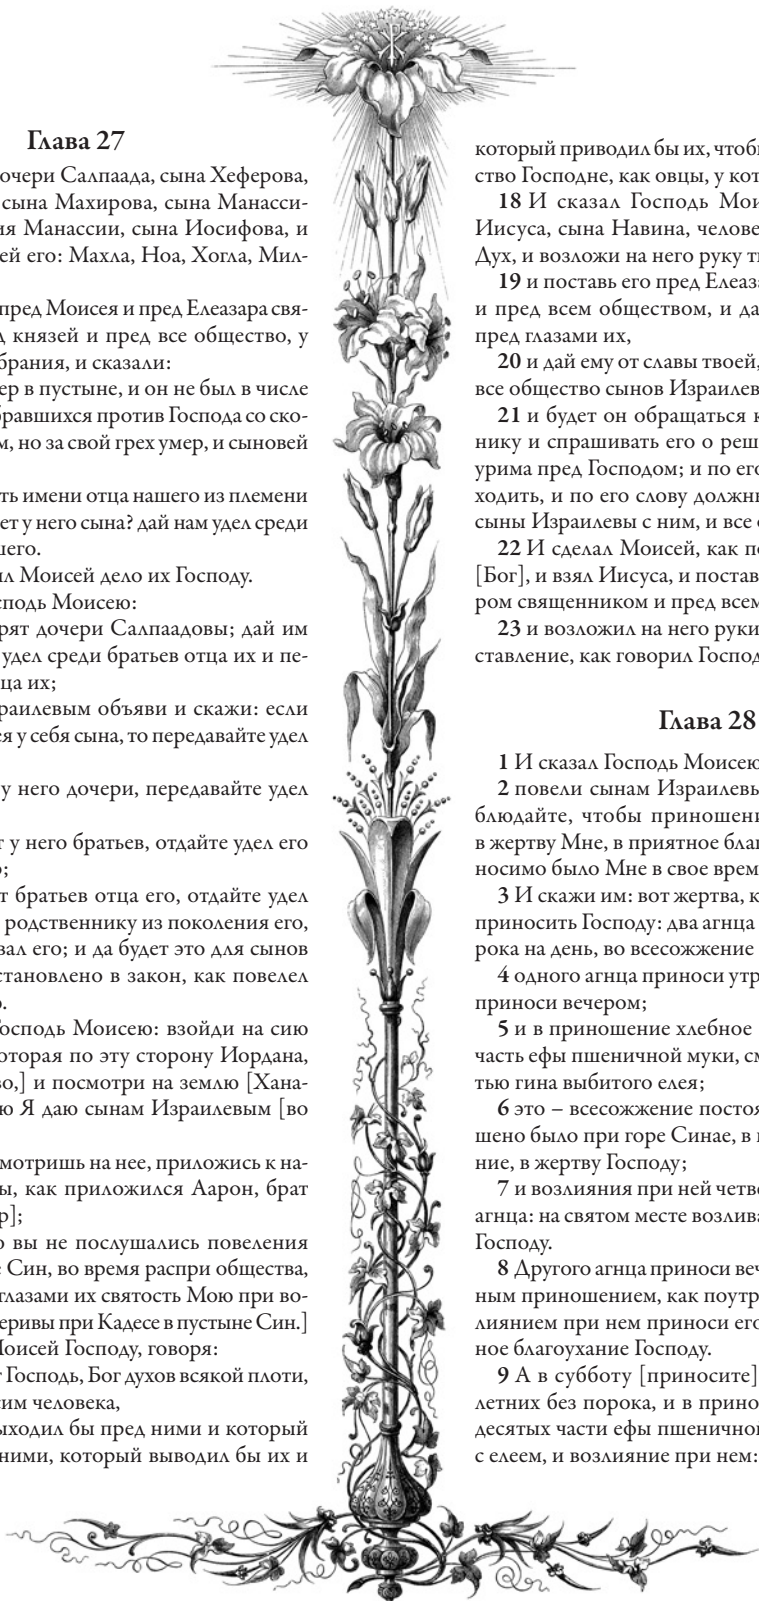 Глава 27
очери Салпаада, сына Хеферова,
сына Махирова, сына Манасси-
ия Манассии, сына Иосифова, и
ей его: Махла, Ноа, Хогла, Мил-
пред Моисея и пред Елеазара свя-
д князей и пред все общество, у
брания, и сказали:
ер в пустыне, и он не был в числе
бравшихся против Господа со ско-
м, но за свой грех умер, и сыновей
ть имени отца нашего из племени
ет у него сына? дай нам удел среди
шего.
ил Моисей дело их Господу.
сподь Моисею:
рят дочери Салпаадовы; дай им
удел среди братьев отца их и пе-
ца их;
раилевым объяви и скажи: если
ея у себя сына, то передавайте удел
у него дочери, передавайте удел
т у него братьев, отдайте удел его
о;
т братьев отца его, отдайте удел
родственнику из поколения его,
вал его; и да будет это для сынов
становлено в закон, как повелел
ю.
Господь Моисею: взойди на сию
оторая по эту сторону Иордана,
во,] и посмотри на землю [Хана-
ю Я даю сынам Израилевым [во
смотришь на нее, приложись к на-
ы, как приложился Аарон, брат
р];
о вы не послушались повеления
е Син, во время распри общества,
глазами их святость Мою при во-
еривы при Кадесе в пустыне Син.]
Моисей Господу, говоря:
т Господь, Бог духов всякой плоти,
сим человека,
ыходил бы пред ними и который
ними, который выводил бы их и
который приводил бы их, чтобы
ство Господне, как овцы, у кот
18 И сказал Господь Мои
Иисуса, сына Навина, челове
Дух, и возложи на него руку т
19 и поставь его пред Елеаза
и пред всем обществом, и да
пред глазами их,
20 и дай ему от славы твоей,
все общество сынов Израилев
21 и будет он обращаться к
нику и спрашивать его о реш
урима пред Господом; и по его
ходить, и по его слову должны
сыны Израилевы с ним, и все о
22 И сделал Моисей, как по
[Бог], и взял Иисуса, и постав
ром священником и пред всем
23 и возложил на него руки
ставление, как говорил Господ
Глава 28
1 И сказал Господь Моисею
2 повели сынам Израилевы
блюдайте, чтобы приношени
в жертву Мне, в приятное благ
носимо было Мне в свое врем
3 И скажи им: вот жертва, к
приносить Господу: два агнца
рока на день, во всесожжение
4 одного агнца приноси утр
приноси вечером;
5 и в приношение хлебное
часть ефы пшеничной муки, см
тью гина выбитого елея;
6 это – всесожжение постоя
шено было при горе Синае, в п
ние, в жертву Господу;
7 и возлияния при ней четве
агнца: на святом месте возлива
Господу.
8 Другого агнца приноси веч
ным приношением, как поутр
лиянием при нем приноси его
ное благоухание Господу.
9 А в субботу [приносите]
летних без порока, и в прино
десятых части ефы пшенично
с елеем, и возлияние при нем: